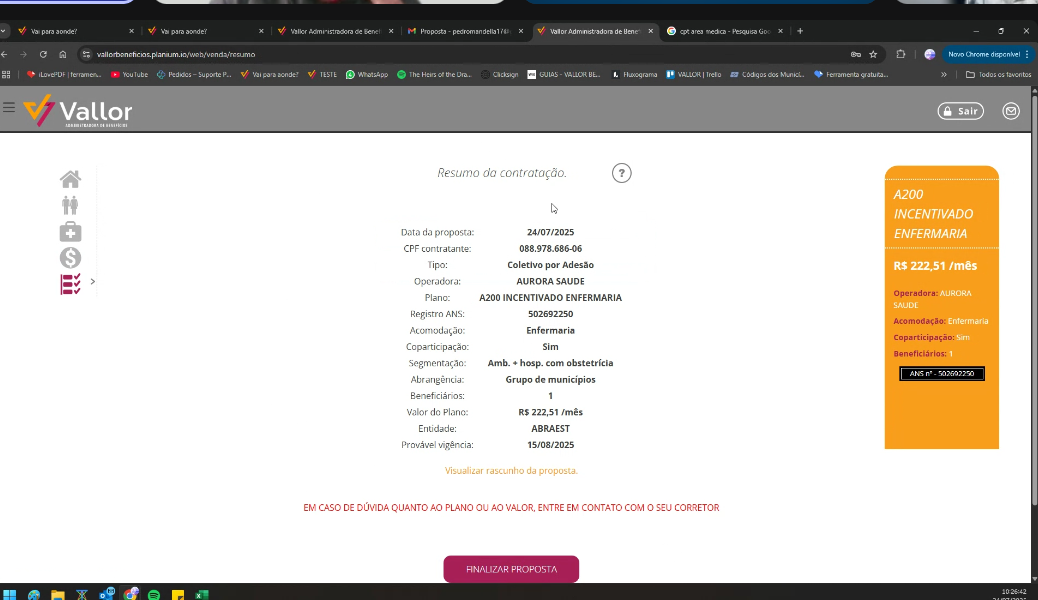 Vai para aonde?
Vai para aonde?
Vallor Administradora de Benef
Proposta - pedromandella17@
Vallor Administradora de Benef
cpt area medica - Pesquisa Goo
vallorbeneficios.planium.io/web/venda/resumo
Novo Chrome disponível
iLovePDF | ferramen...
YouTube
Pedidos – Suporte P...
Vai para aonde?
TESTE
WhatsApp
The Heirs of the Dra...
Clicksign
GUIAS - VALLOR BE...
Fluxograma
VALLOR | Trello
Códigos dos Munici...
Ferramenta gratuita...
Todos os favoritos
Vallor
ADMINISTRADORA DE BENEFÍCIOS
Sair
Resumo da contratação.
?
Data da proposta: 24/07/2025
CPF contratante: 088.978.686-06
Tipo: Coletivo por Adesão
Operadora: AURORA SAUDE
Plano: A200 INCENTIVADO ENFERMARIA
Registro ANS: 502692250
Acomodação: Enfermaria
Coparticipação: Sim
Segmentação: Amb. + hosp. com obstetrícia
Abrangência: Grupo de municípios
Beneficiários: 1
Valor do Plano: R$ 222,51 /mês
Entidade: ABRAEST
Provável vigência: 15/08/2025
Visualizar rascunho da proposta.
EM CASO DE DÚVIDA QUANTO AO PLANO OU AO VALOR, ENTRE EM CONTATO COM O SEU CORRETOR
FINALIZAR PROPOSTA
A200
INCENTIVADO
ENFERMARIA
R$ 222,51 /mês
Operadora: AURORA
SAUDE
Acomodação: Enfermaria
Coparticipação: Sim
Beneficiários: 1
ANS nº - 502692250
10:26:42